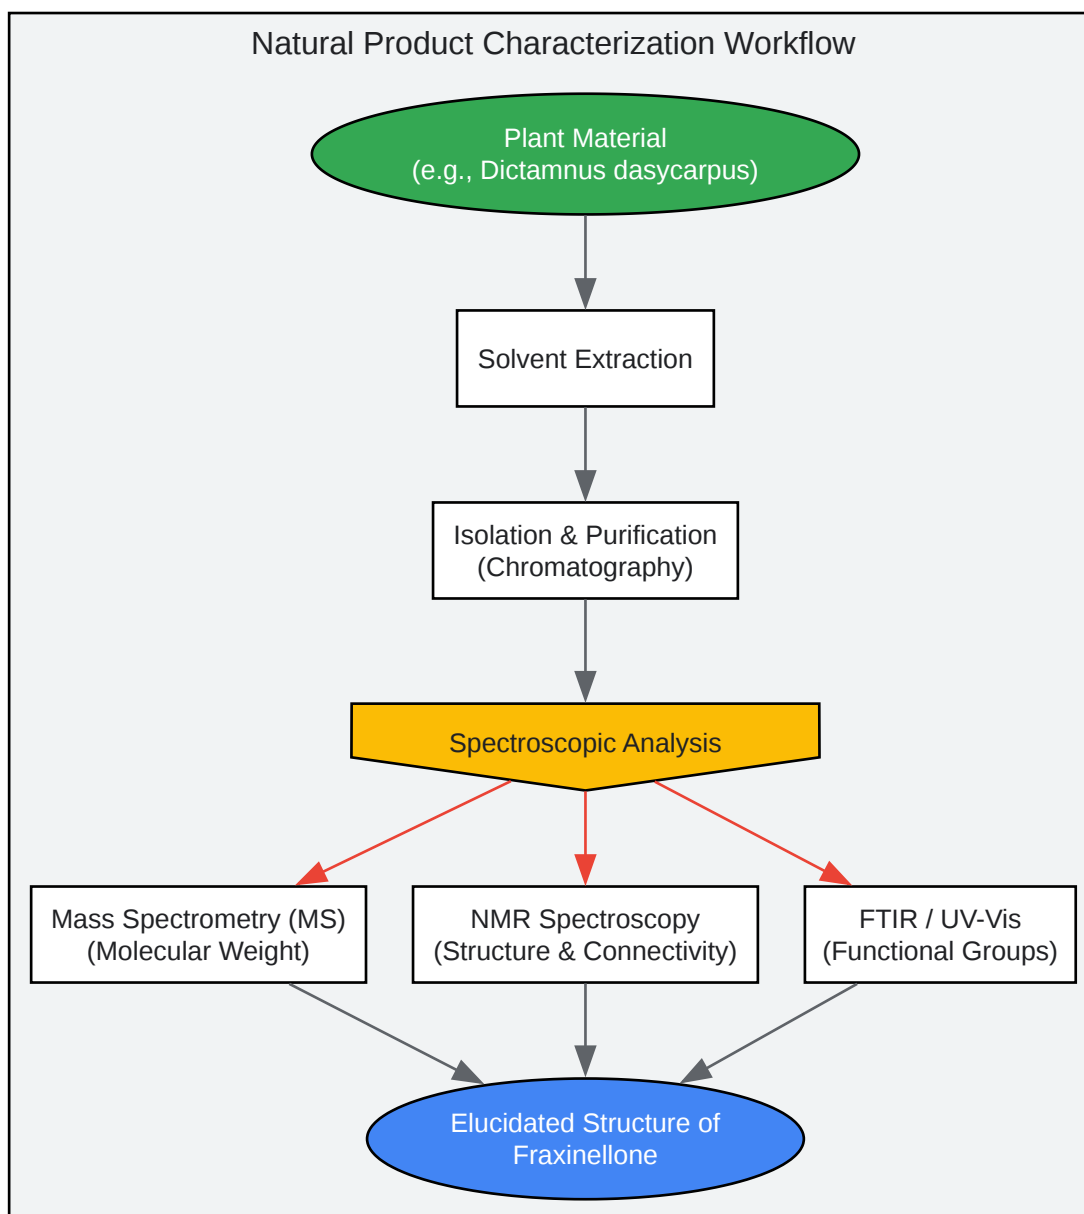 Natural Product Characterization Workflow
Plant Material
(e.g., Dictamnus dasycarpus)
Solvent Extraction
Isolation & Purification
(Chromatography)
Spectroscopic Analysis
Mass Spectrometry (MS)
(Molecular Weight)
NMR Spectroscopy
(Structure & Connectivity)
FTIR / UV-Vis
(Functional Groups)
Elucidated Structure of
Fraxinellone